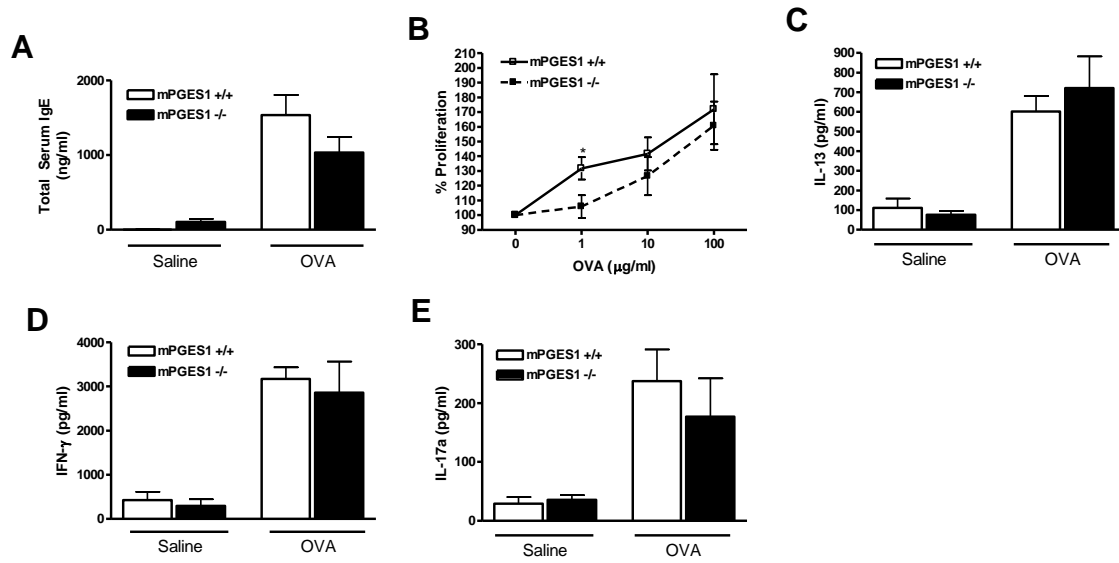 A
Total Serum IgE
(ng/ml)
2000
1000
0
mPGES1 +/+
mPGES1 -/-
Saline
OVA
B
% Proliferation
210
200
190
180
170
160
150
140
130
120
110
100
90
mPGES1 +/+
mPGES1 -/-
*
0
1
10
100
OVA (μg/ml)
C
IL-13 (pg/ml)
900
800
700
600
500
400
300
200
100
0
mPGES1 +/+
mPGES1 -/-
Saline
OVA
D
IFN-γ (pg/ml)
4000
3000
2000
1000
0
mPGES1 +/+
mPGES1 -/-
Saline
OVA
E
IL-17a (pg/ml)
300
200
100
0
mPGES1 +/+
mPGES1 -/-
Saline
OVA